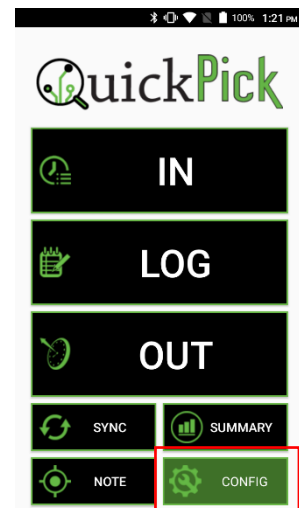 100% 1:21 PM
QuickPick
IN
LOG
OUT
SYNC
SUMMARY
NOTE
CONFIG